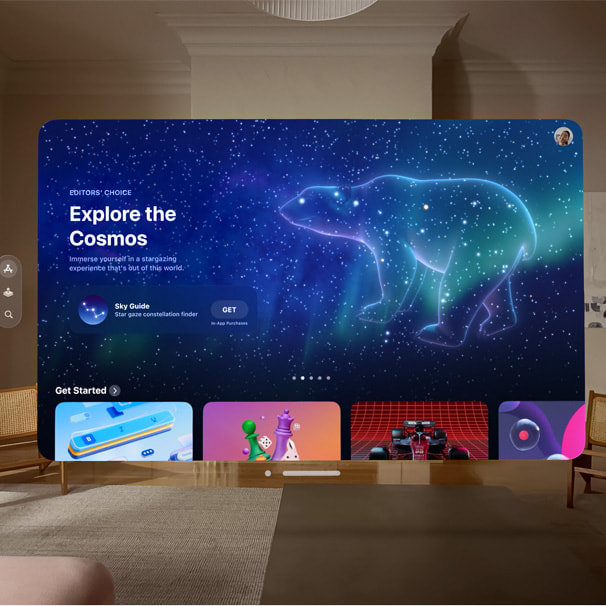 EDITORS' CHOICE
Explore the
Cosmos
Immerse yourself in a stargazing
experience that's out of this world.
Sky Guide
Star gaze constellation finder
GET
In-App Purchases
Get Started